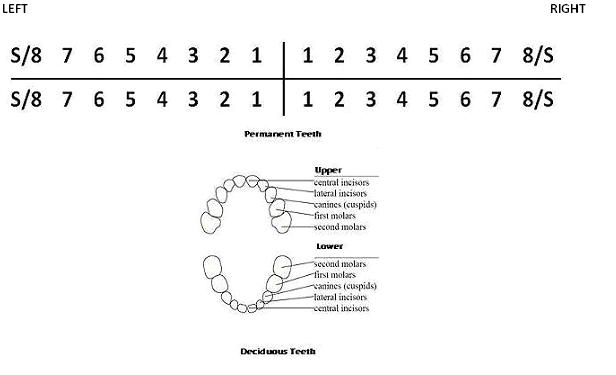 LEFT RIGHT
S/8 7 6 5 4 3 2 1 1 2 3 4 5 6 7 8/S
S/8 7 6 5 4 3 2 1 1 2 3 4 5 6 7 8/S
Permanent Teeth
Upper
central incisors
lateral incisors
canines (cuspids)
first molars
second molars
Lower
second molars
first molars
canines (cuspids)
lateral incisors
central incisors
Deciduous Teeth